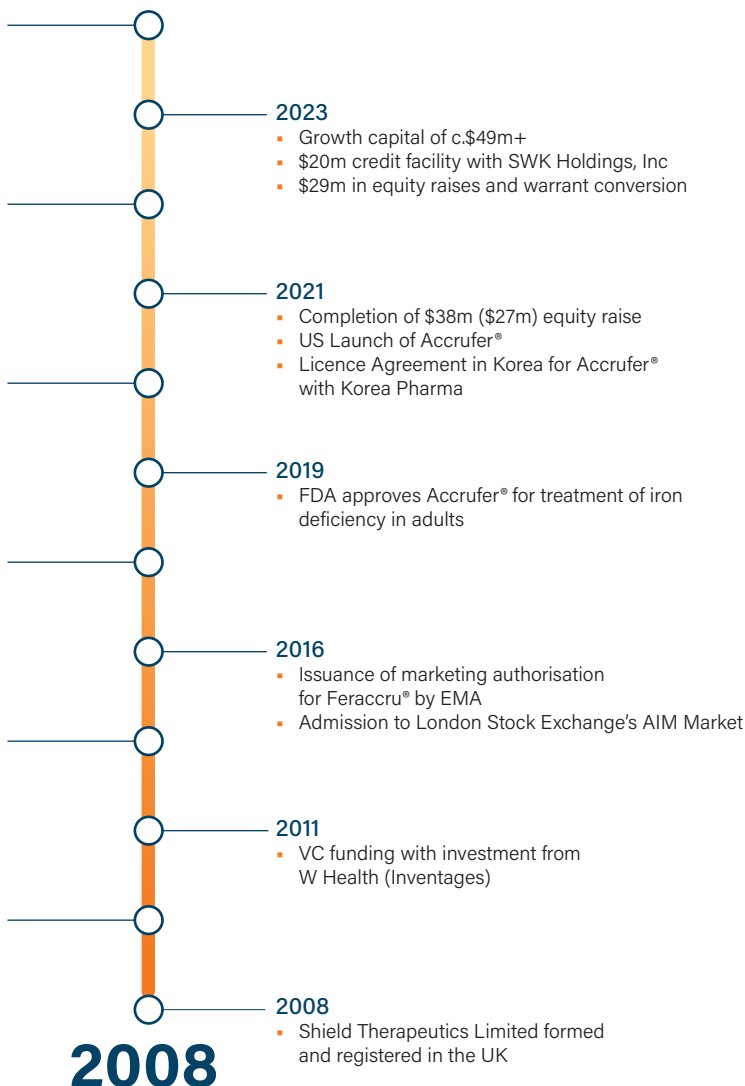 2023
▪ Growth capital of c.$49m+
▪ $20m credit facility with SWK Holdings, Inc
▪ $29m in equity raises and warrant conversion
2021
▪ Completion of $38m ($27m) equity raise
▪ US Launch of Accrufer®
▪ Licence Agreement in Korea for Accrufer®
with Korea Pharma
2019
▪ FDA approves Accrufer® for treatment of iron
deficiency in adults
2016
▪ Issuance of marketing authorisation
for Feraccru® by EMA
▪ Admission to London Stock Exchange's AIM Market
2011
▪ VC funding with investment from
W Health (Inventages)
2008
▪ Shield Therapeutics Limited formed
and registered in the UK
2008